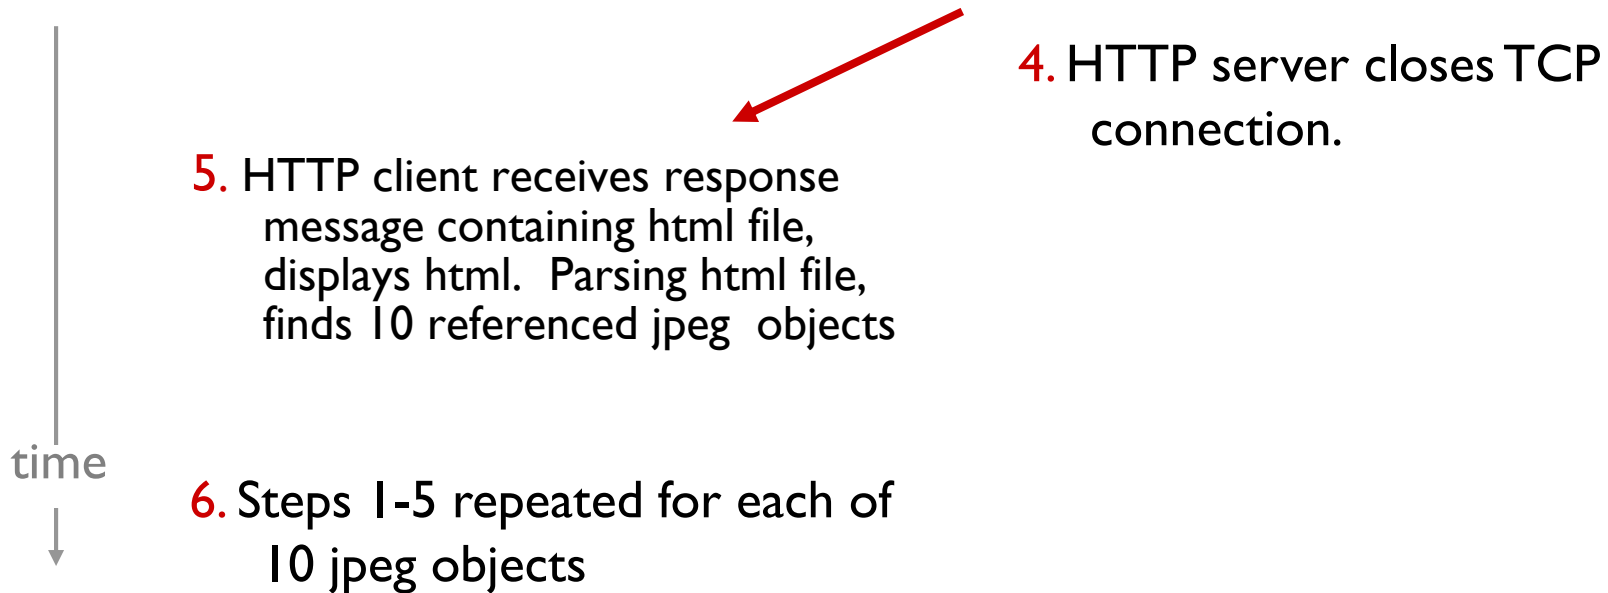 4. HTTP server closes TCP
connection.
5. HTTP client receives response
message containing html file,
displays html.  Parsing html file,
finds 10 referenced jpeg  objects
time
6. Steps 1-5 repeated for each of
10 jpeg objects